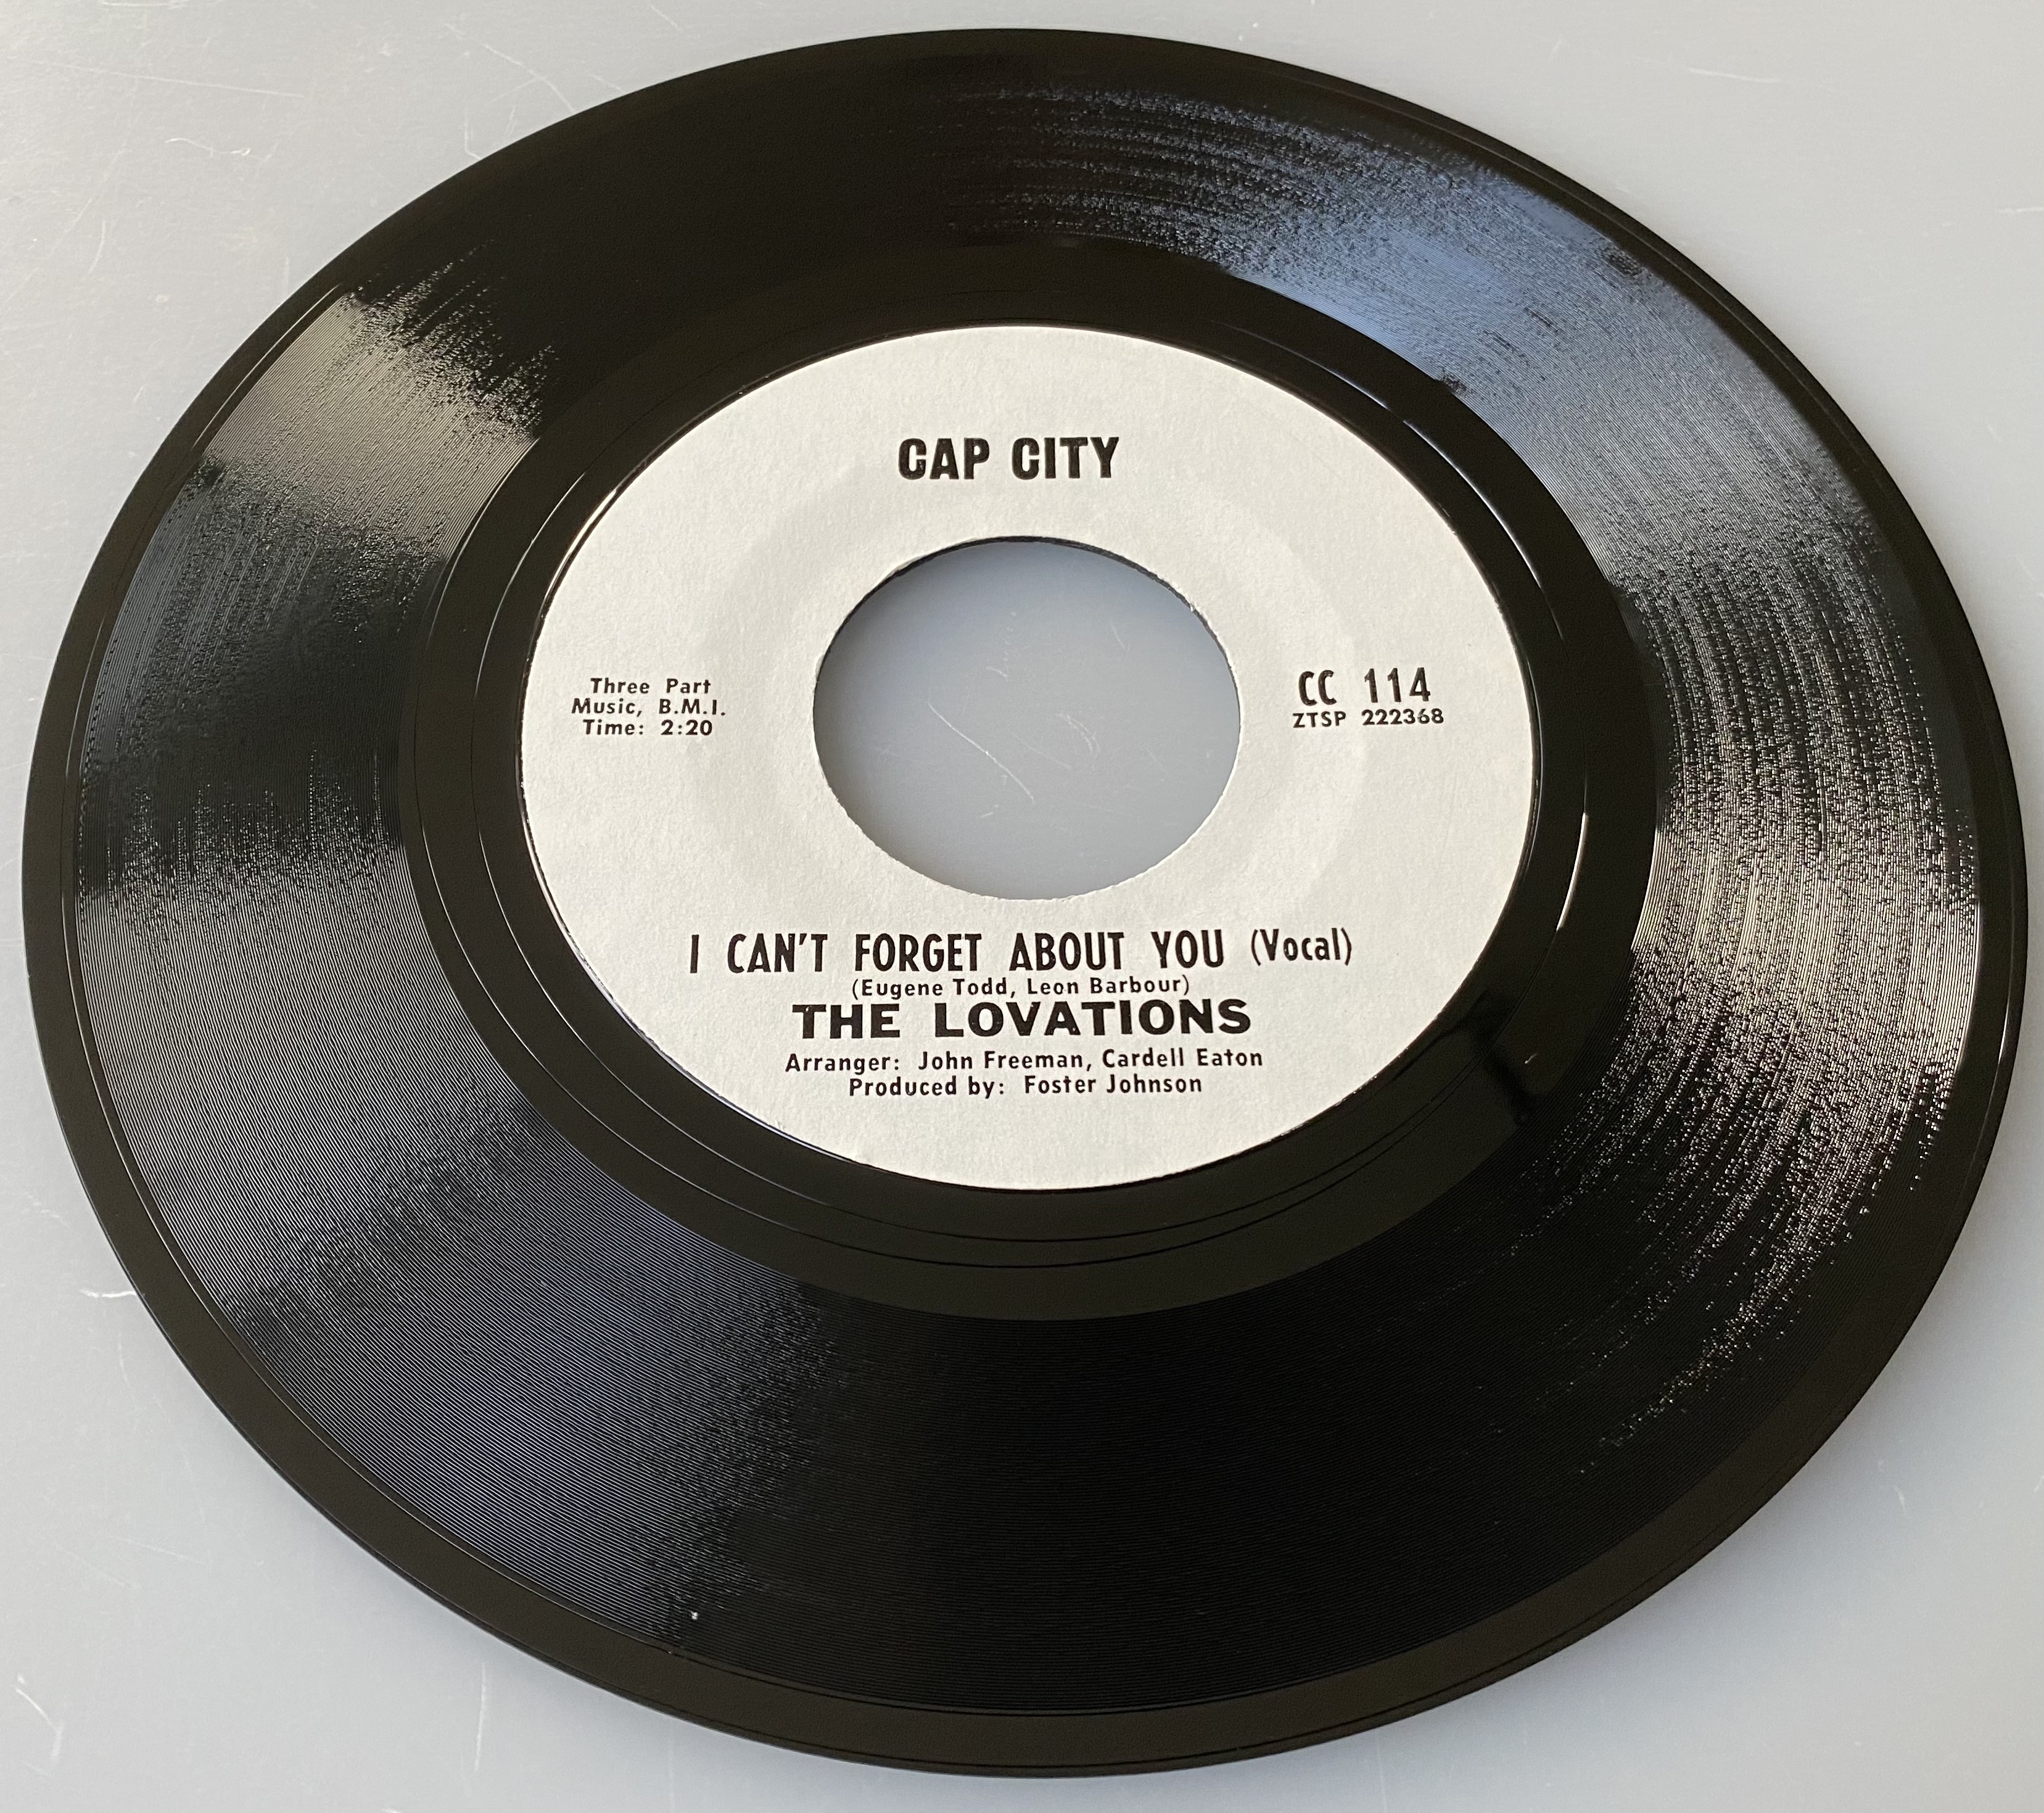 CAP CITY
Three Part
Music, B.M.I.
Time: 2:20
CC 114
ZTSP 222368
I CAN'T FORGET ABOUT YOU (Vocal)
(Eugene Todd, Leon Barbour)
THE LOVATIONS
Arranger: John Freeman, Cardell Eaton
Produced by: Foster Johnson